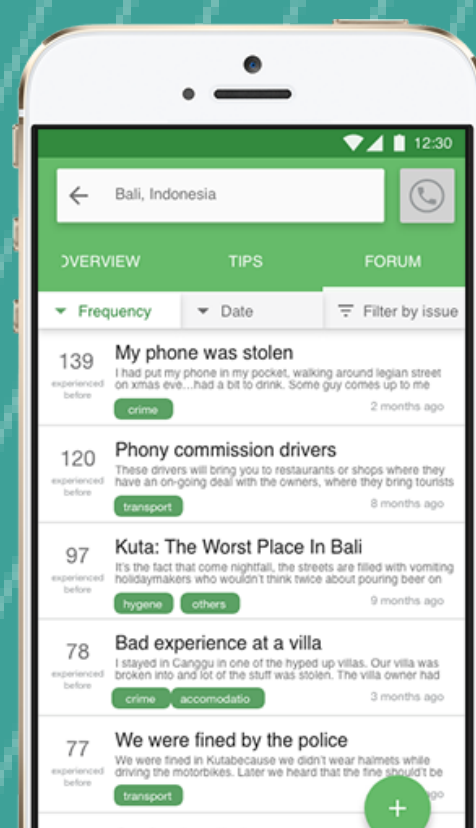 12:30
Bali, Indonesia
OVERVIEW TIPS FORUM
Frequency Date Filter by issue
139
experienced
before
My phone was stolen
I had put my phone in my pocket, walking around legian street
on xmas eve...had a bit to drink. Some guy comes up to me
crime
2 months ago
120
experienced
before
Phony commission drivers
These drivers will bring you to restaurants or shops where they
have an on-going deal with the owners, where they bring tourists
transport
8 months ago
97
experienced
before
Kuta: The Worst Place In Bali
It's the fact that come nightfall, the streets are filled with vomiting
holidaymakers who wouldn't think twice about pouring beer on
hygene others
9 months ago
78
experienced
before
Bad experience at a villa
I stayed in Canggu in one of the hyped up villas. Our villa was
broken into and lot of the stuff was stolen. The villa owner had
crime accomodatio
3 months ago
77
experienced
before
We were fined by the police
We were fined in Kutabecause we didn't wear halmets while
driving the motorbikes. Later we heard that the fine should't be
transport
go
+